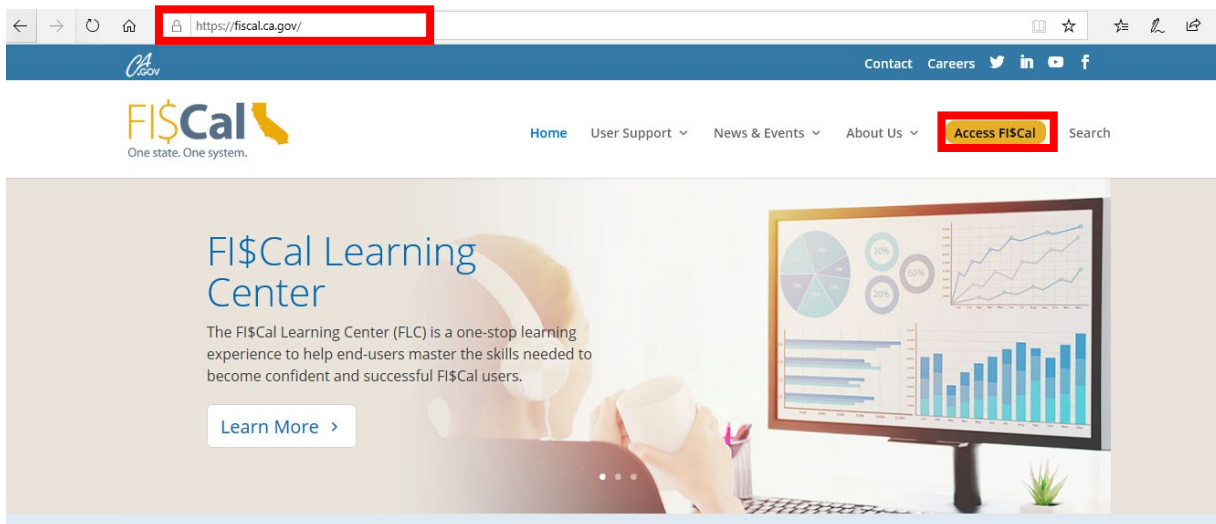 https://fiscal.ca.gov/
CA.GOV
Contact Careers
FI$Cal
One state. One system.
Home User Support News & Events About Us Access FI$Cal Search
FI$Cal Learning
Center
The FI$Cal Learning Center (FLC) is a one-stop learning
experience to help end-users master the skills needed to
become confident and successful FI$Cal users.
Learn More >
20%
60%
20%